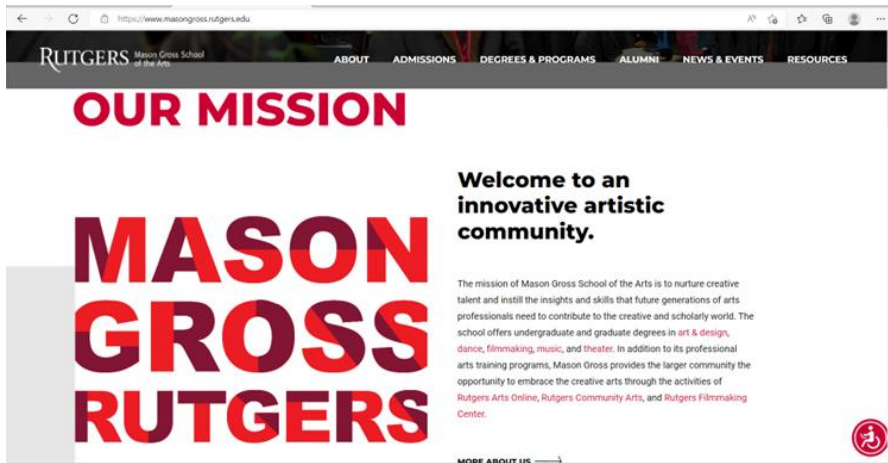 https://www.masongross.rutgers.edu
RUTGERS Mason Gross School
of the Arts
ABOUT ADMISSIONS DEGREES & PROGRAMS ALUMNI NEWS & EVENTS RESOURCES
OUR MISSION
Welcome to an
innovative artistic
community.
MASON
GROSS
RUTGERS
The mission of Mason Gross School of the Arts is to nurture creative
talent and instill the insights and skills that future generations of arts
professionals need to contribute to the creative and scholarly world. The
school offers undergraduate and graduate degrees in art & design,
dance, filmmaking, music, and theater. In addition to its professional
arts training programs, Mason Gross provides the larger community the
opportunity to embrace the creative arts through the activities of
Rutgers Arts Online, Rutgers Community Arts, and Rutgers Filmmaking
Center.
MORE ABOUT US